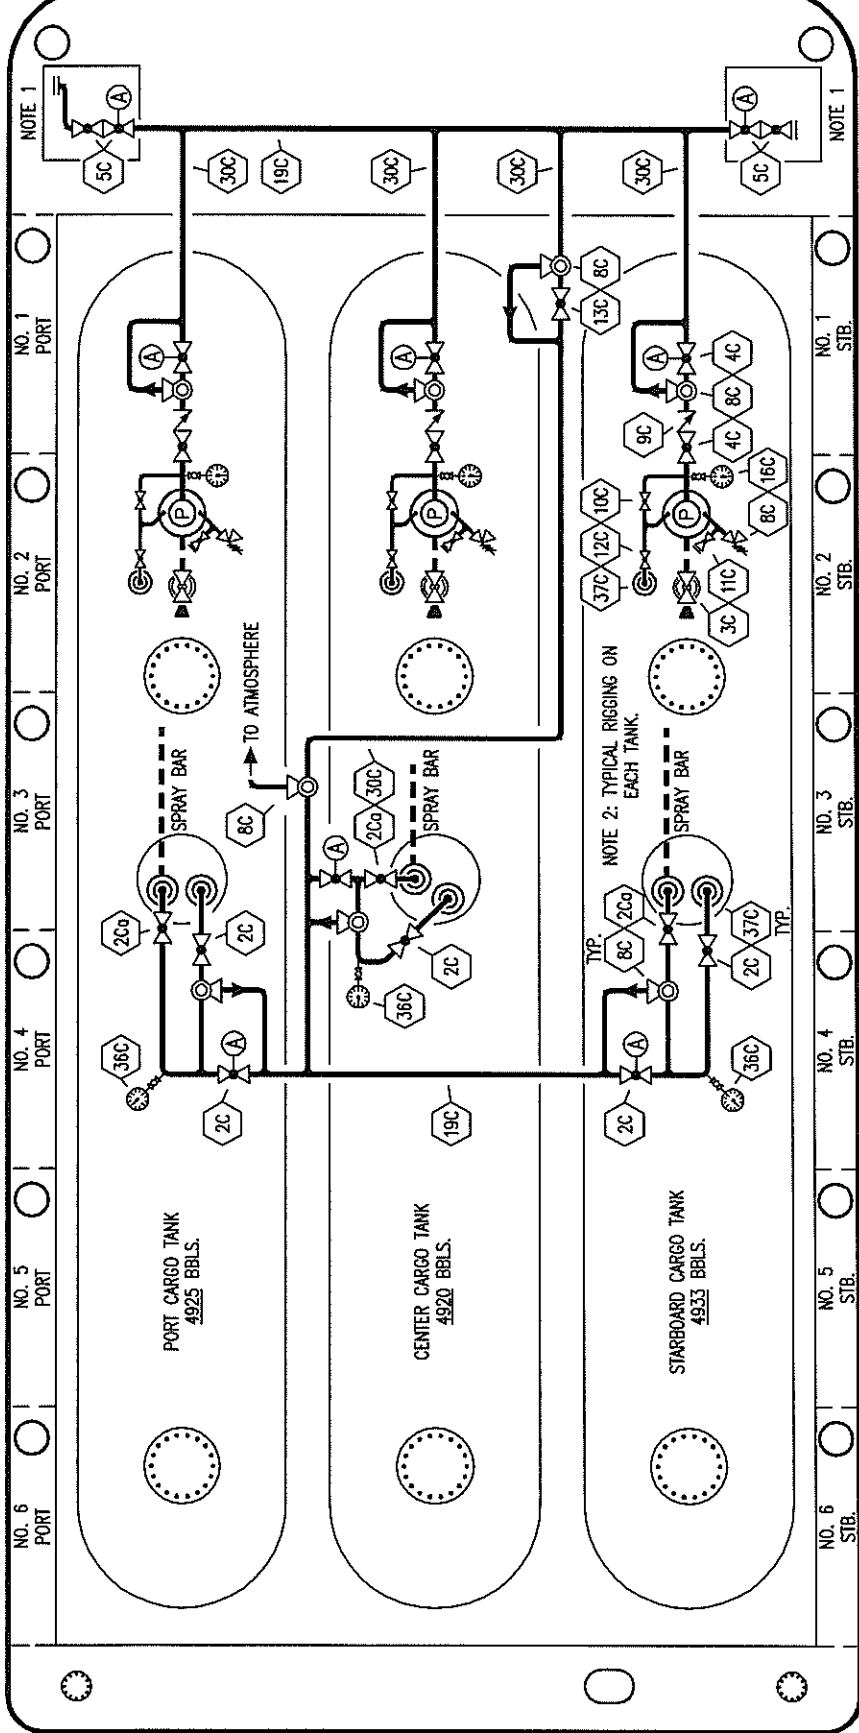 NOTE 1
NO. 1
PORT
NO. 2
PORT
NO. 3
PORT
NO. 4
PORT
NO. 5
PORT
NO. 6
PORT
A
5C
30C
19C
A
P
TO ATMOSPHERE
8C
SPRAY BAR
2Ca
2C
36C
A
2C
PORT CARGO TANK
4925 BBLS.
30C
A
P
30C
8C
13C
30C
2Ca
A
SPRAY BAR
2C
36C
19C
CENTER CARGO TANK
4920 BBLS.
30C
A
4C
8C
9C
4C
16C
P
10C
12C
37C
8C
11C
3C
NOTE 2: TYPICAL RIGGING ON
EACH TANK.
SPRAY BAR
TYP.
8C
2Ca
37C
TYP.
2C
A
2C
36C
STARBOARD CARGO TANK
4933 BBLS.
A
5C
NOTE 1
NO. 1
STB.
NO. 2
STB.
NO. 3
STB.
NO. 4
STB.
NO. 5
STB.
NO. 6
STB.